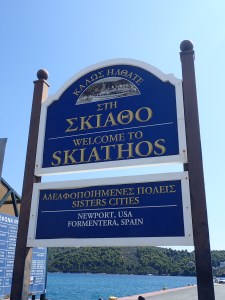 ΚΑΛΩΣ ΗΛΘΑΤΕ
ΣΤΗ
ΣΚΙΑΘΟ
WELCOME TO
SKIATHOS
ΑΔΕΛΦΟΠΟΙΗΜΕΝΕΣ ΠΟΛΕΙΣ
SISTERS CITIES
NEWPORT, USA
FORMENTERA, SPAIN